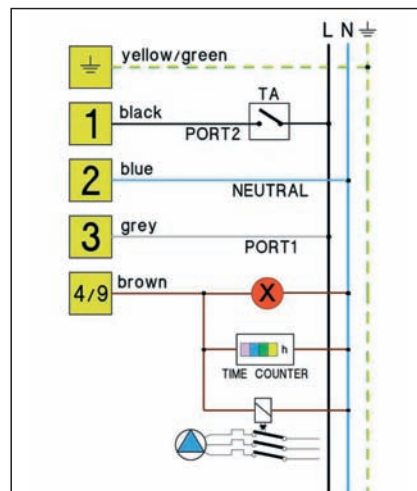 L N
yellow/green
TA
1 black
PORT2
2 blue
NEUTRAL
3 grey
PORT1
4/9 brown
X
h
TIME COUNTER